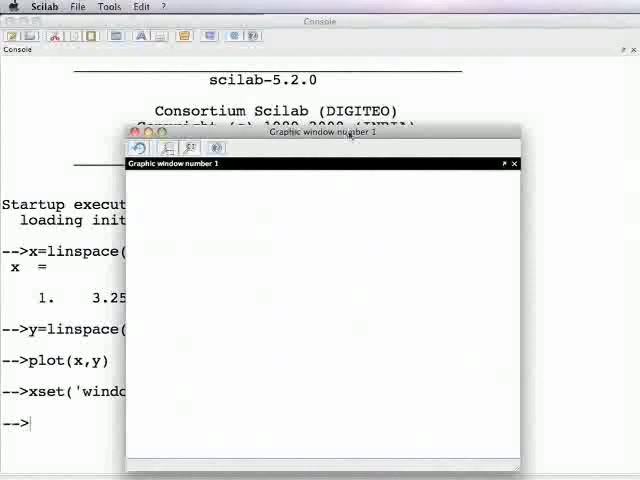 Scilab File Tools Edit ?
Console
Console
scilab-5.2.0
Consortium Scilab (DIGITEO)
Graphic window number 1
Graphic window number 1
Startup execut
loading init
-->x=linspace(
x =
1. 3.25
-->y=linspace(
-->plot(x,y)
-->xset('windo
-->